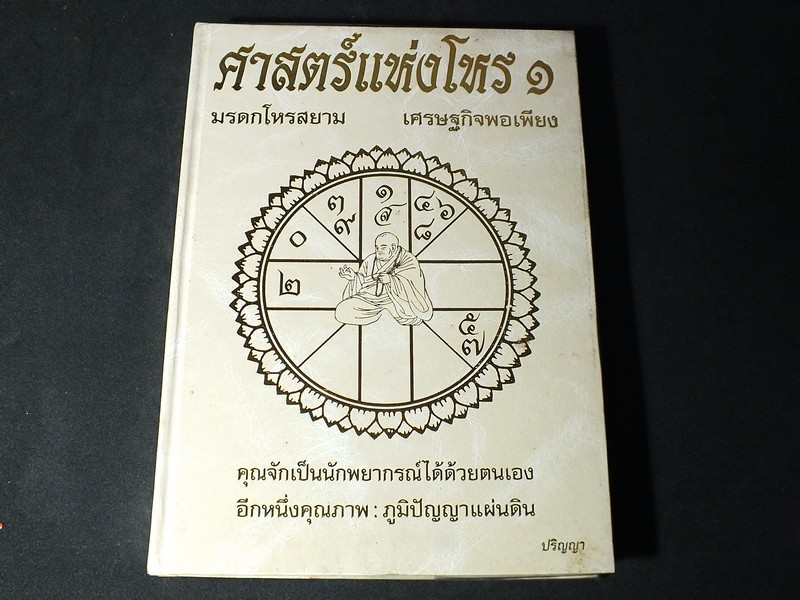 ศาสตร์แห่งโหร ๑
มรดกโหรสยาม เศรษฐกิจพอเพียง
๓ ๑ ๔ ๖
๙ ส ๘
๐
๒
๕
๗
คุณจักเป็นนักพยากรณ์ได้ด้วยตนเอง
อีกหนึ่งคุณภาพ : ภูมิปัญญาแผ่นดิน
ปริญญา